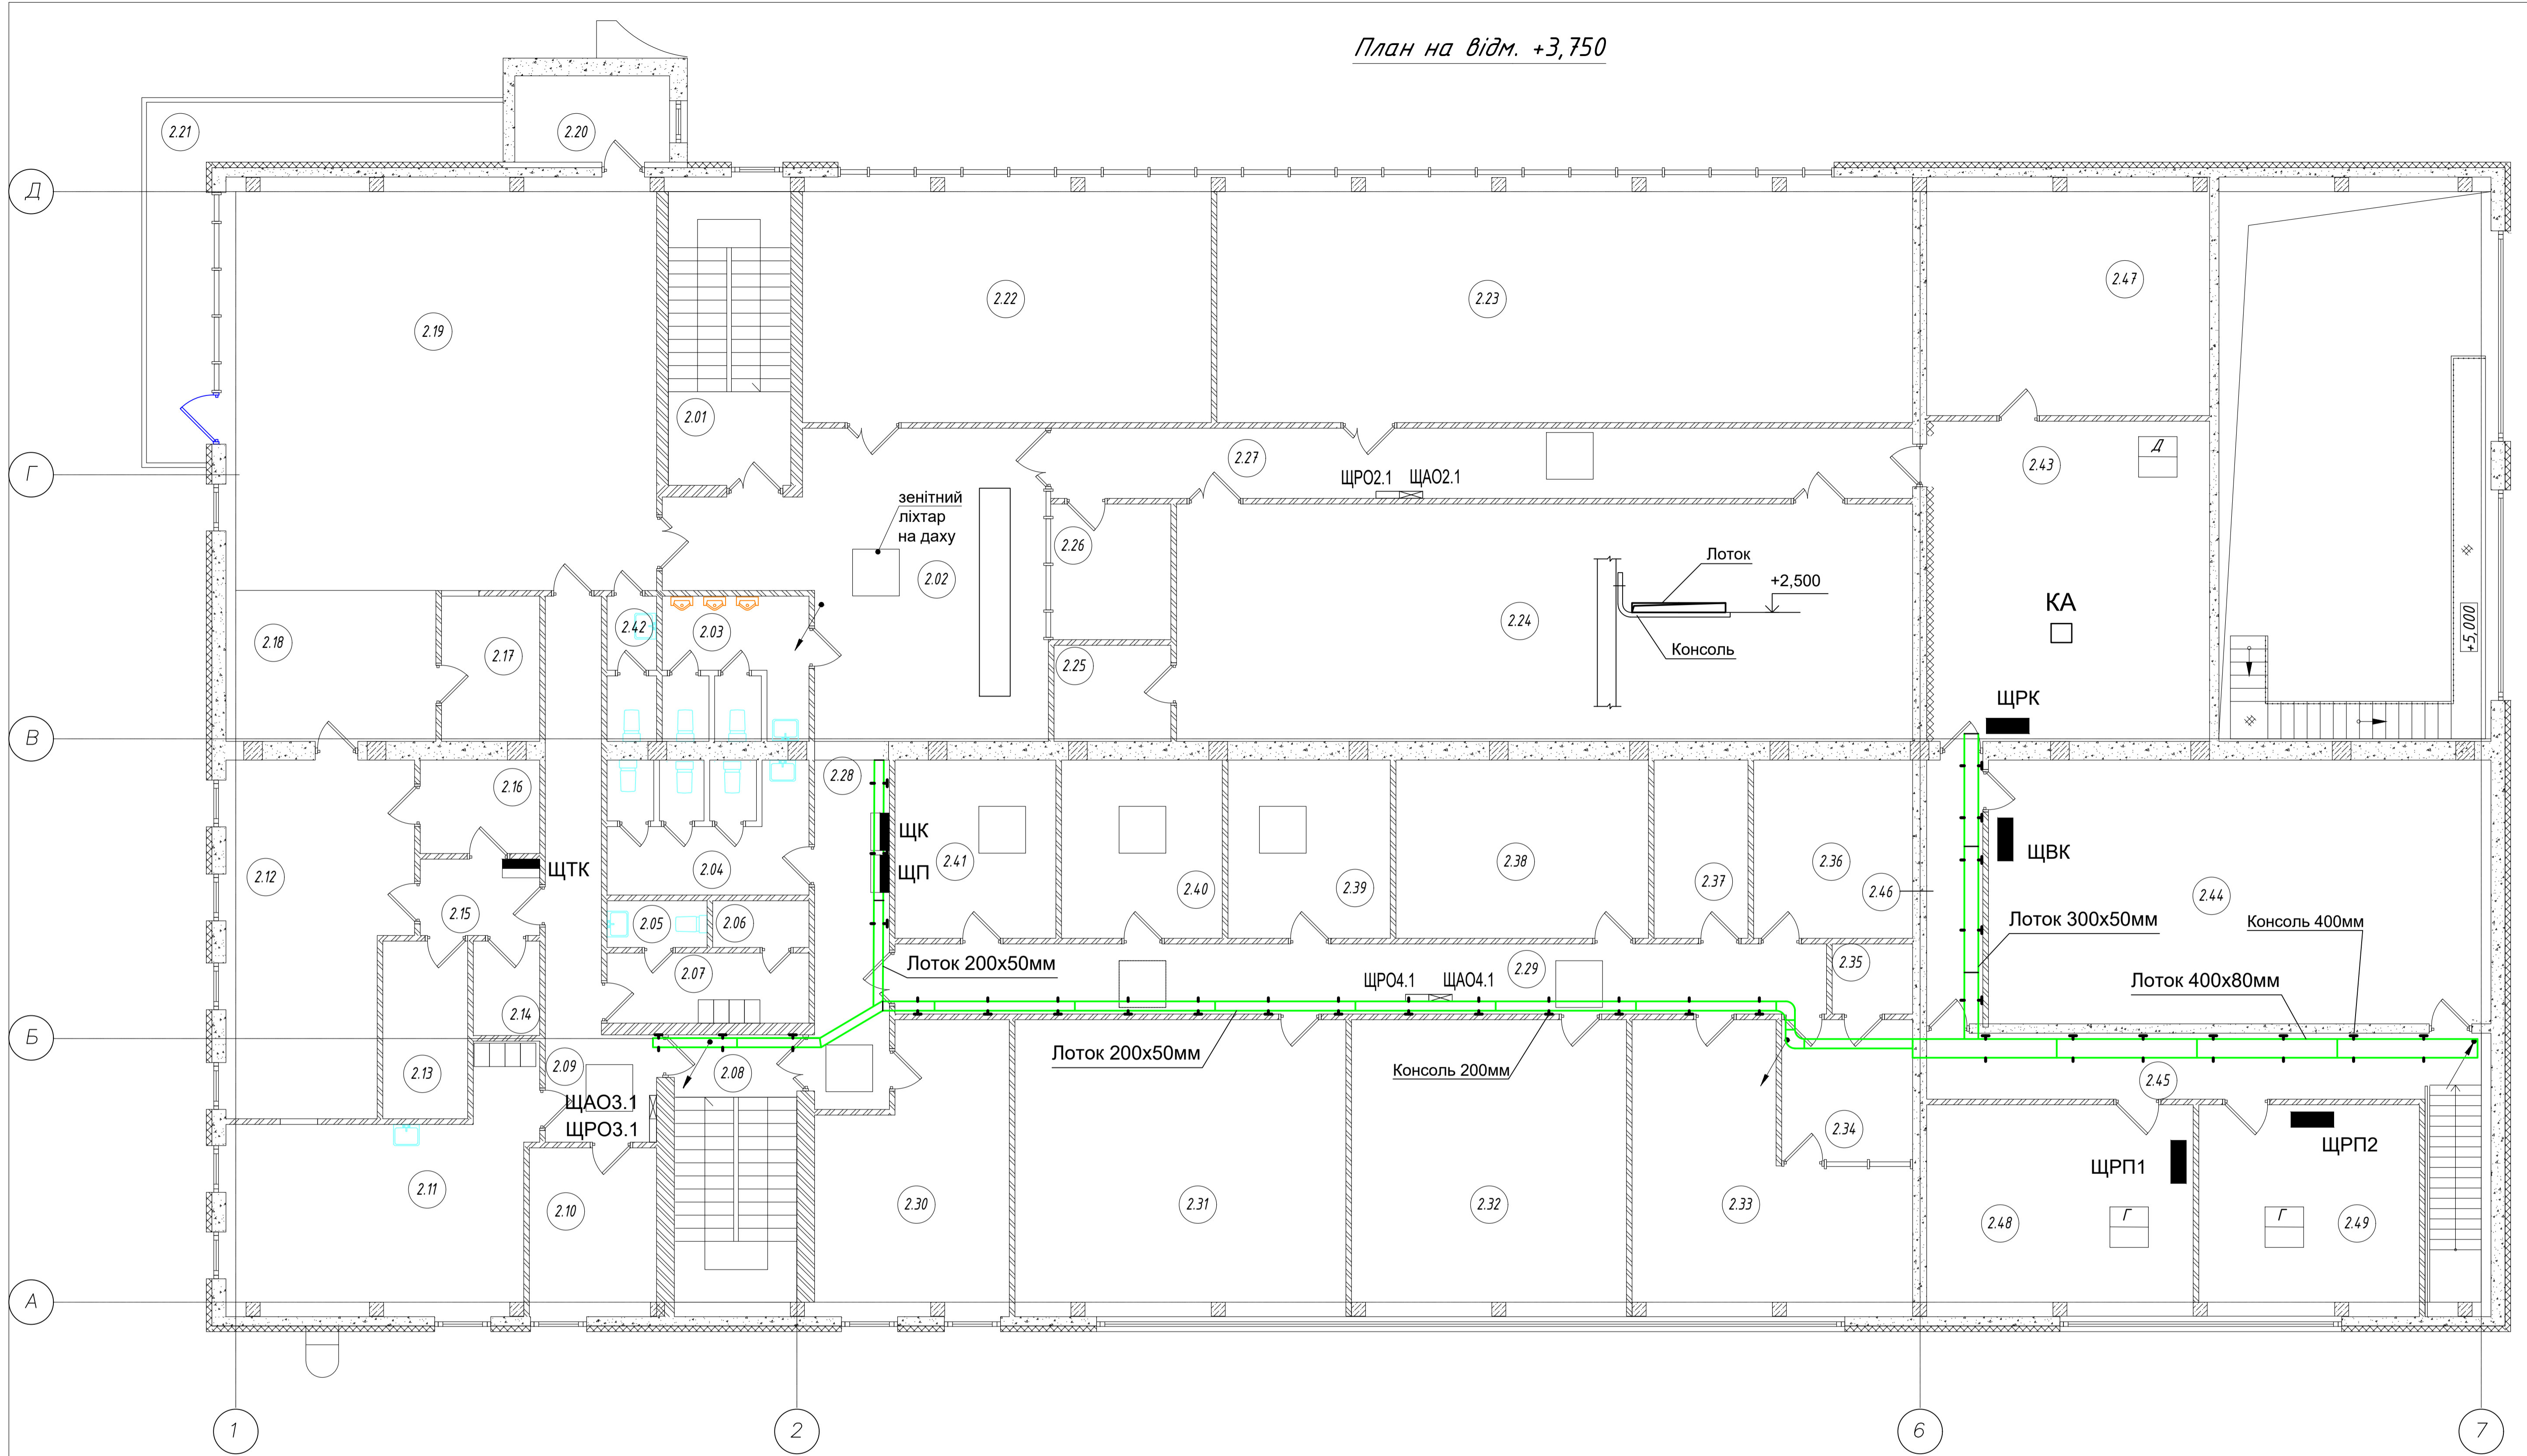 План на відм. +3,750
2.21
2.20
Д
2.47
2.22
2.23
2.19
2.01
Г
2.27
2.43
Д
ЩРО2.1
ЩАО2.1
зенітний
ліхтар
на даху
2.26
2.02
Лоток
+2,500
2.18
2.17
2.42
2.03
2.24
КА
+5,000
2.25
Консоль
ЩРК
В
2.28
2.16
ЩК
ЩП
2.41
2.40
2.39
2.38
2.37
2.36
2.46
ЩВК
2.44
2.12
ЩТК
2.04
2.15
2.05
2.06
Лоток 300х50мм
Консоль 400мм
2.07
Лоток 200х50мм
2.29
2.35
ЩРО4.1
ЩАО4.1
Лоток 400х80мм
2.14
Б
Лоток 200х50мм
Консоль 200мм
2.13
2.09
2.08
2.45
ЩАО3.1
ЩРО3.1
2.34
ЩРП2
ЩРП1
2.11
2.10
2.30
2.31
2.32
2.33
2.48
Г
Г
2.49
А
1
2
6
7